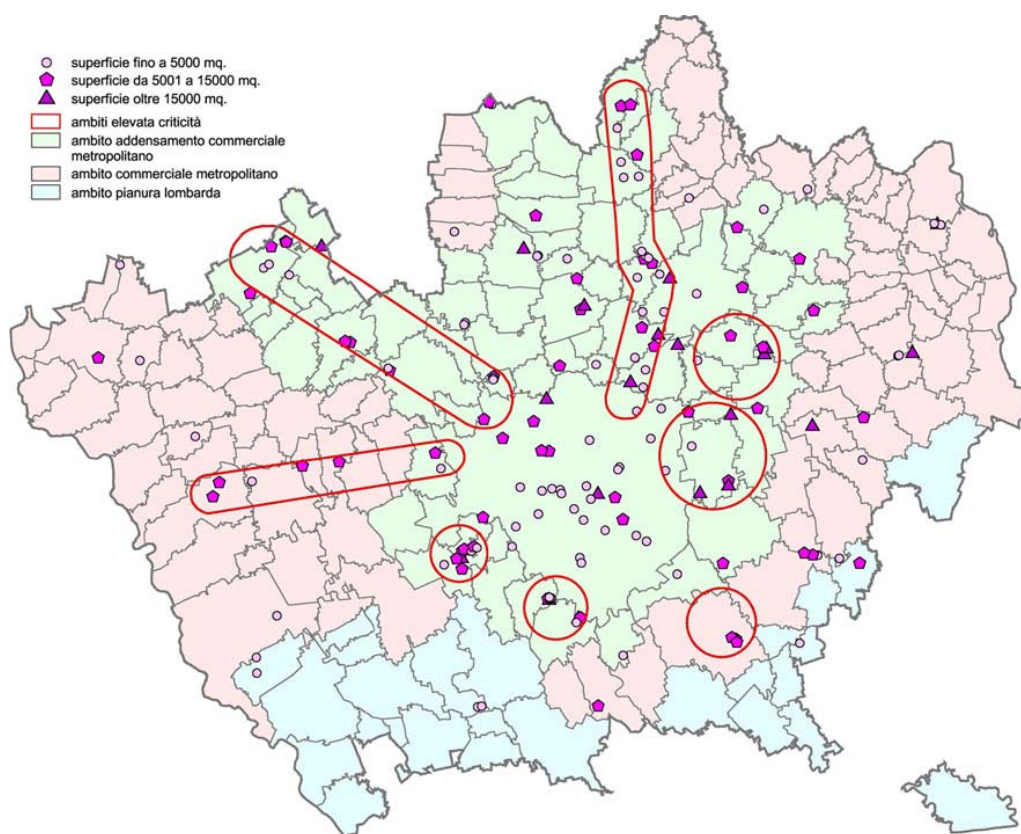 superficie fino a 5000 mq.
superficie da 5001 a 15000 mq.
superficie oltre 15000 mq.
ambiti elevata criticità
ambito addensamento commerciale
metropolitano
ambito commerciale metropolitano
ambito pianura lombarda